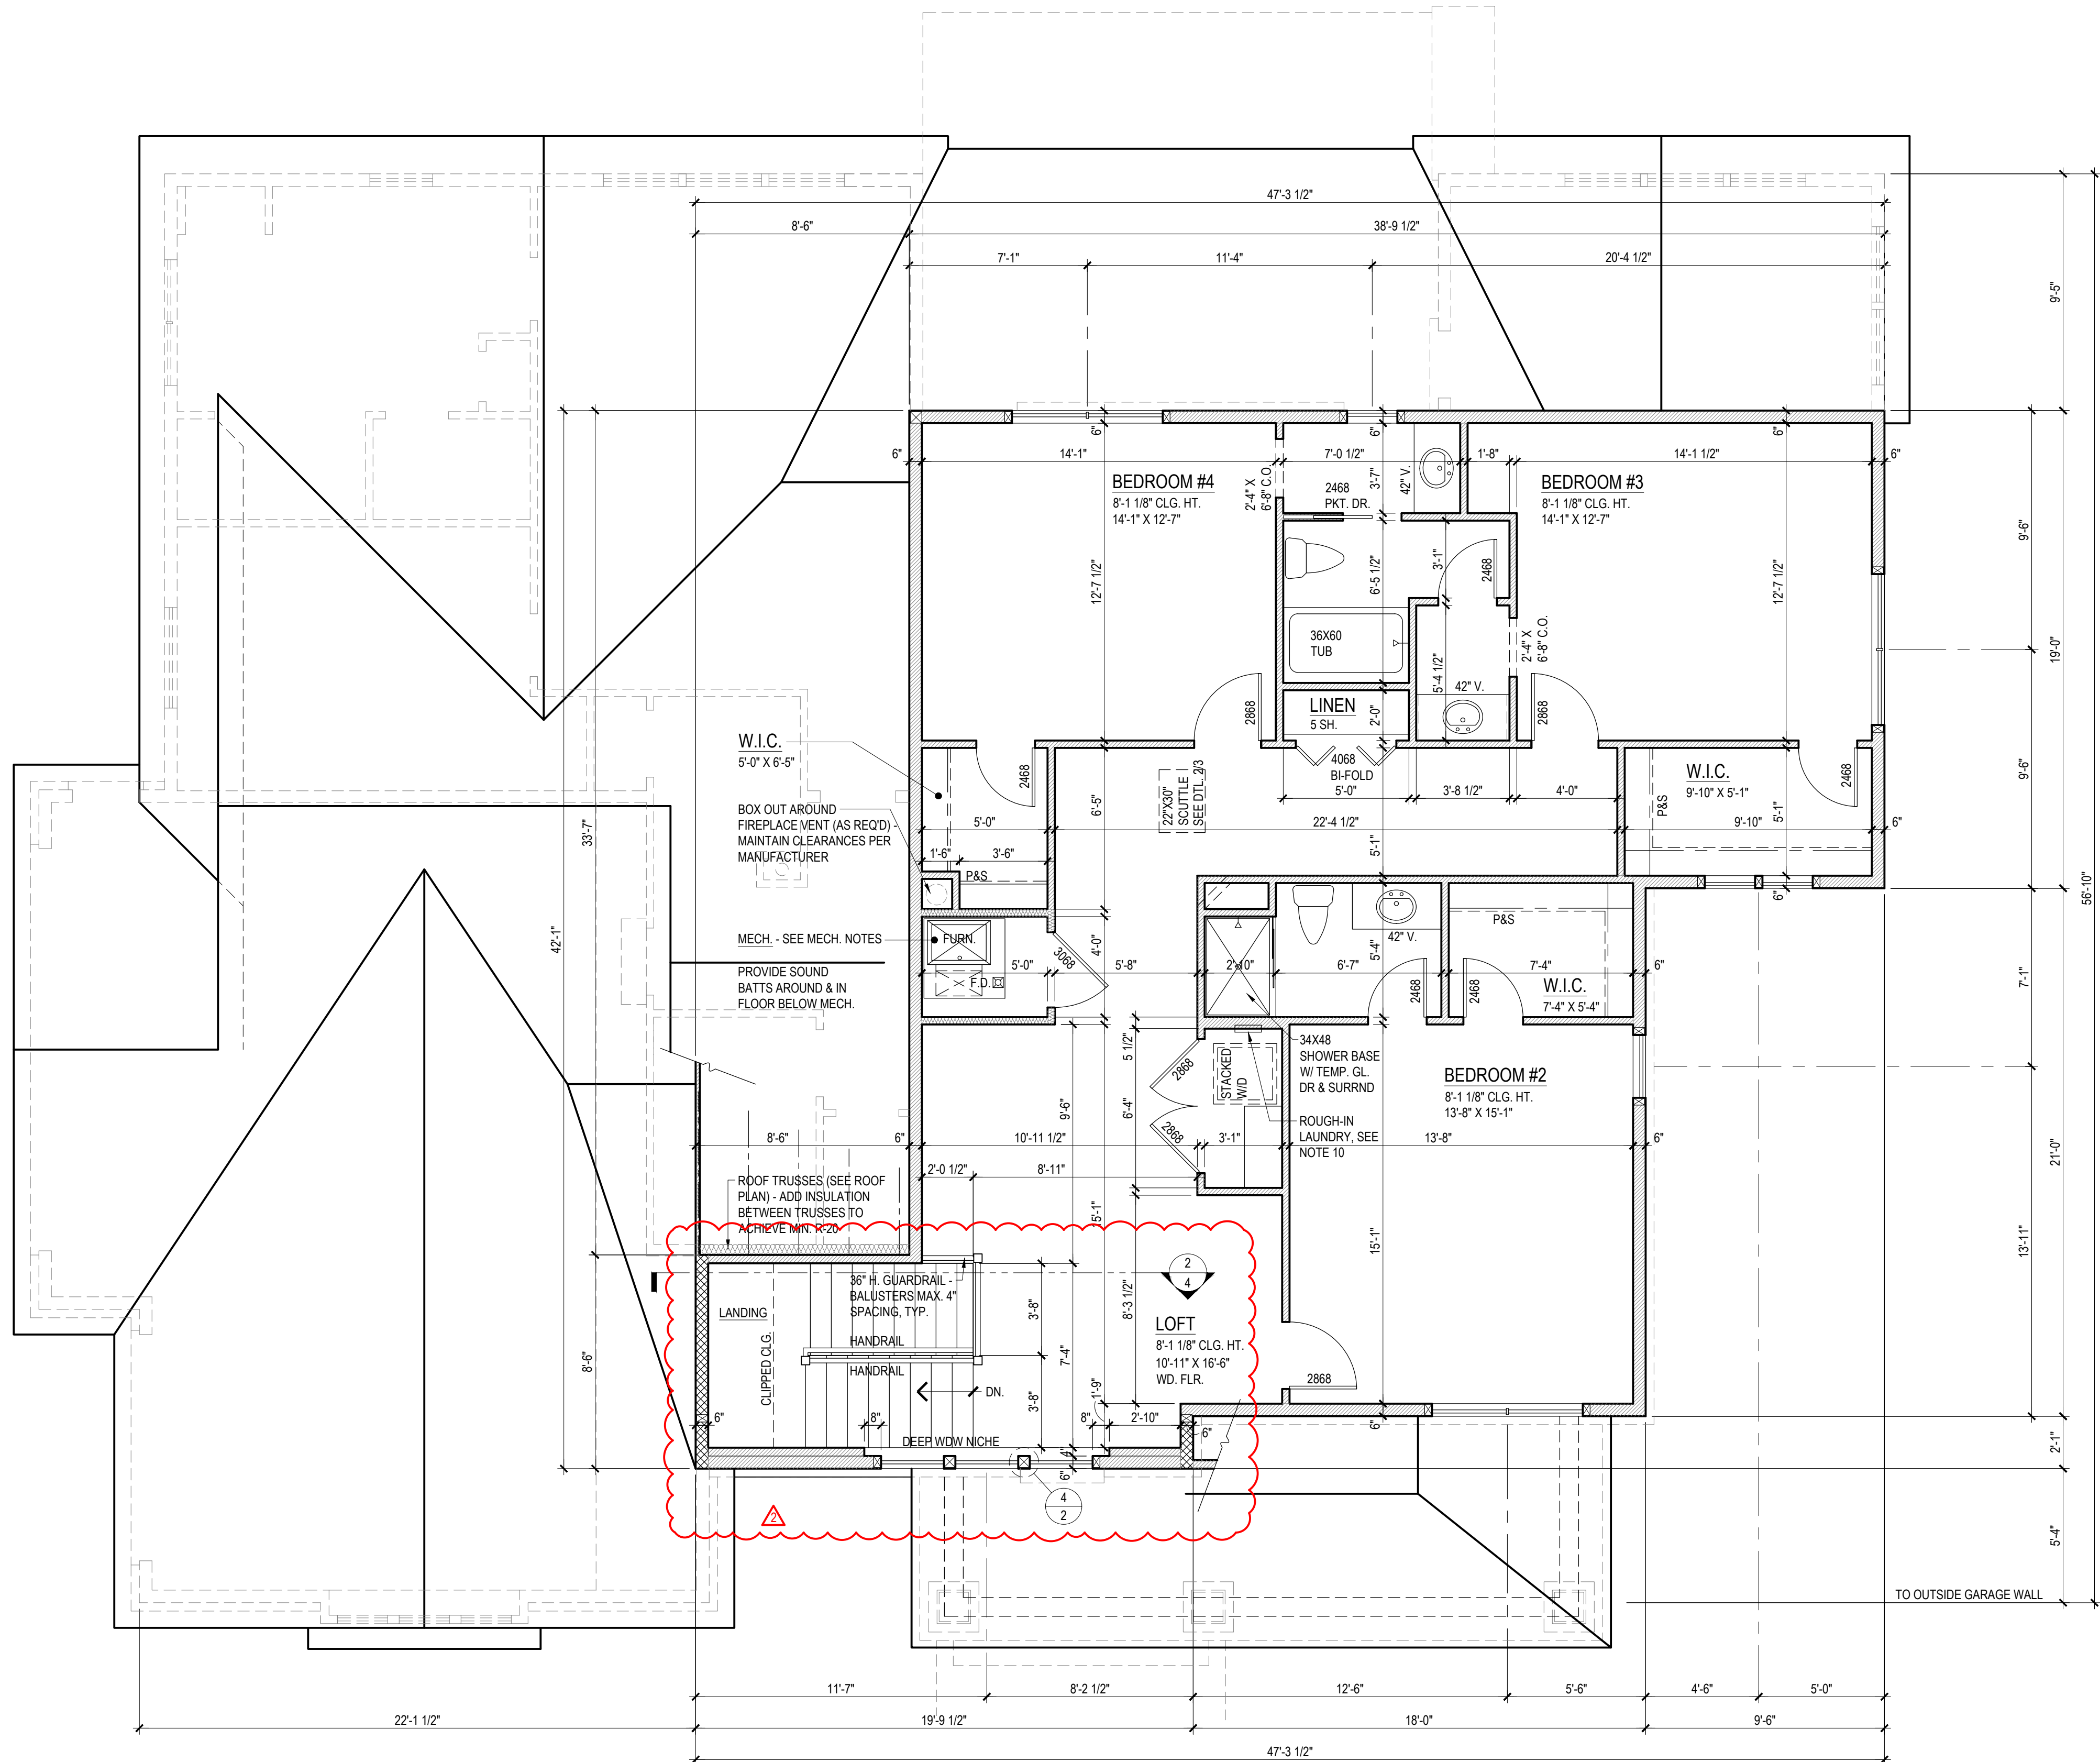 47'-3 1/2"
8'-6"
38'-9 1/2"
7'-1"
11'-4"
20'-4 1/2"
9'-5"
6"
6"
6"
6"
14'-1"
7'-0 1/2"
1'-8"
14'-1 1/2"
6"
BEDROOM #4
8'-1 1/8" CLG. HT.
14'-1" X 12'-7"
2'-4" X
6'-8" C.O.
3'-7"
2468
PKT. DR.
42" V.
BEDROOM #3
8'-1 1/8" CLG. HT.
14'-1" X 12'-7"
9'-6"
12'-7 1/2"
6'-5 1/2"
3'-1"
2468
12'-7 1/2"
36X60
TUB
2'-4" X
6'-8" C.O.
5'-4 1/2"
42" V.
19'-0"
2868
LINEN
5 SH.
2'-0"
2868
W.I.C.
5'-0" X 6'-5"
2468
4068
BI-FOLD
W.I.C.
9'-10" X 5'-1"
2468
9'-6"
BOX OUT AROUND
FIREPLACE VENT (AS REQ'D) -
MAINTAIN CLEARANCES PER
MANUFACTURER
6'-5"
22"X30"
SCUTTLE
SEE DTL. 2/3
5'-0"
3'-8 1/2"
4'-0"
P&S
5'-1"
33'-7"
5'-0"
22'-4 1/2"
9'-10"
6"
1'-6"
3'-6"
5'-1"
P&S
6"
56'-10"
42'-1"
MECH. - SEE MECH. NOTES
FURN.
3068
4'-0"
42" V.
5'-4"
P&S
PROVIDE SOUND
BATTS AROUND & IN
FLOOR BELOW MECH.
F.D.
5'-0"
5'-8"
2'-10"
6'-7"
7'-4"
6"
2468
2468
W.I.C.
7'-4" X 5'-4"
7'-1"
5 1/2"
2868
STACKED
W/D
34X48
SHOWER BASE
W/ TEMP. GL.
DR & SURRND
BEDROOM #2
8'-1 1/8" CLG. HT.
13'-8" X 15'-1"
9'-6"
6'-4"
2868
ROUGH-IN
LAUNDRY, SEE
NOTE 10
8'-6"
6"
10'-11 1/2"
3'-1"
13'-8"
6"
21'-0"
2'-0 1/2"
8'-11"
ROOF TRUSSES (SEE ROOF
PLAN) - ADD INSULATION
BETWEEN TRUSSES TO
ACHIEVE MIN. R-20
15'-1"
15'-1"
13'-11"
2
4
36" H. GUARDRAIL -
BALUSTERS MAX. 4"
SPACING, TYP.
3'-8"
8'-3 1/2"
LANDING
HANDRAIL
HANDRAIL
LOFT
8'-1 1/8" CLG. HT.
10'-11" X 16'-6"
WD. FLR.
CLIPPED CLG.
8'-6"
7'-4"
DN.
3'-8"
1'-9"
2868
6"
8"
8"
2'-10"
6"
6"
DEEP WDW NICHE
4"
6"
2'-1"
4
2
2
5'-4"
TO OUTSIDE GARAGE WALL
11'-7"
8'-2 1/2"
12'-6"
5'-6"
4'-6"
5'-0"
22'-1 1/2"
19'-9 1/2"
18'-0"
9'-6"
47'-3 1/2"